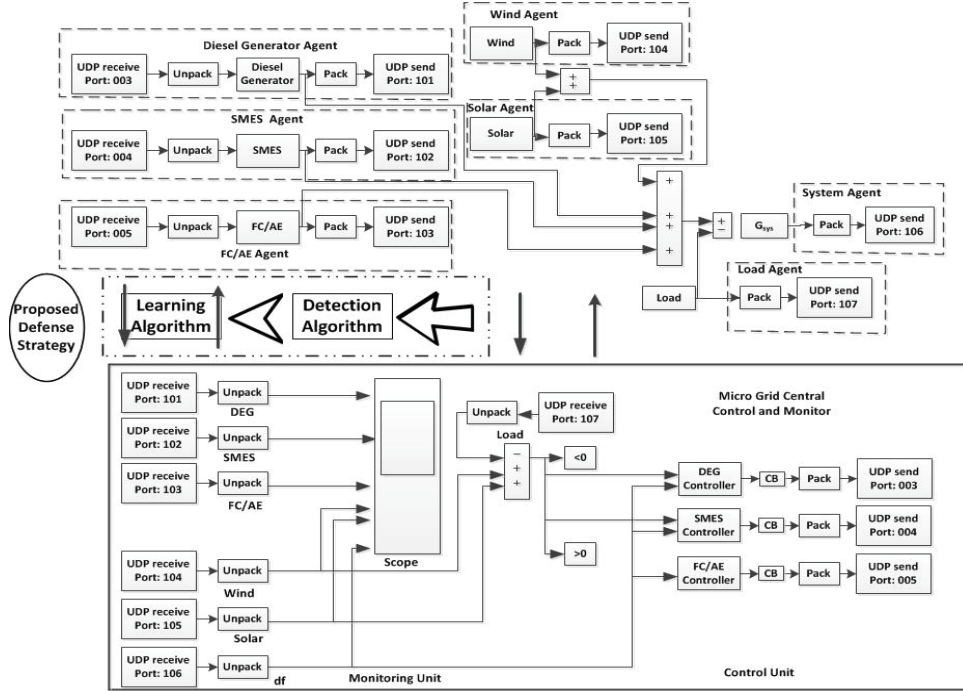 Diesel Generator Agent
UDP receive
Port: 003
Unpack
Diesel
Generator
Pack
UDP send
Port: 101
SMES Agent
UDP receive
Port: 004
Unpack
SMES
Pack
UDP send
Port: 102
UDP receive
Port: 005
Unpack
FC/AE
Pack
UDP send
Port: 103
FC/AE Agent
Wind Agent
Wind
Pack
UDP send
Port: 104
+
+
Solar Agent
Solar
Pack
UDP send
Port: 105
+
+
+
+
+
−
System Agent
Gsys
Pack
UDP send
Port: 106
Load Agent
Load
Pack
UDP send
Port: 107
Proposed
Defense
Strategy
Learning
Algorithm
Detection
Algorithm
UDP receive
Port: 101
Unpack
DEG
UDP receive
Port: 102
Unpack
SMES
UDP receive
Port: 103
Unpack
FC/AE
UDP receive
Port: 104
Unpack
Wind
UDP receive
Port: 105
Unpack
Solar
UDP receive
Port: 106
Unpack
df
Scope
Monitoring Unit
Unpack
UDP receive
Port: 107
Load
−
+
+
<0
>0
Micro Grid Central
Control and Monitor
DEG
Controller
CB
Pack
UDP send
Port: 003
SMES
Controller
CB
Pack
UDP send
Port: 004
FC/AE
Controller
CB
Pack
UDP send
Port: 005
Control Unit